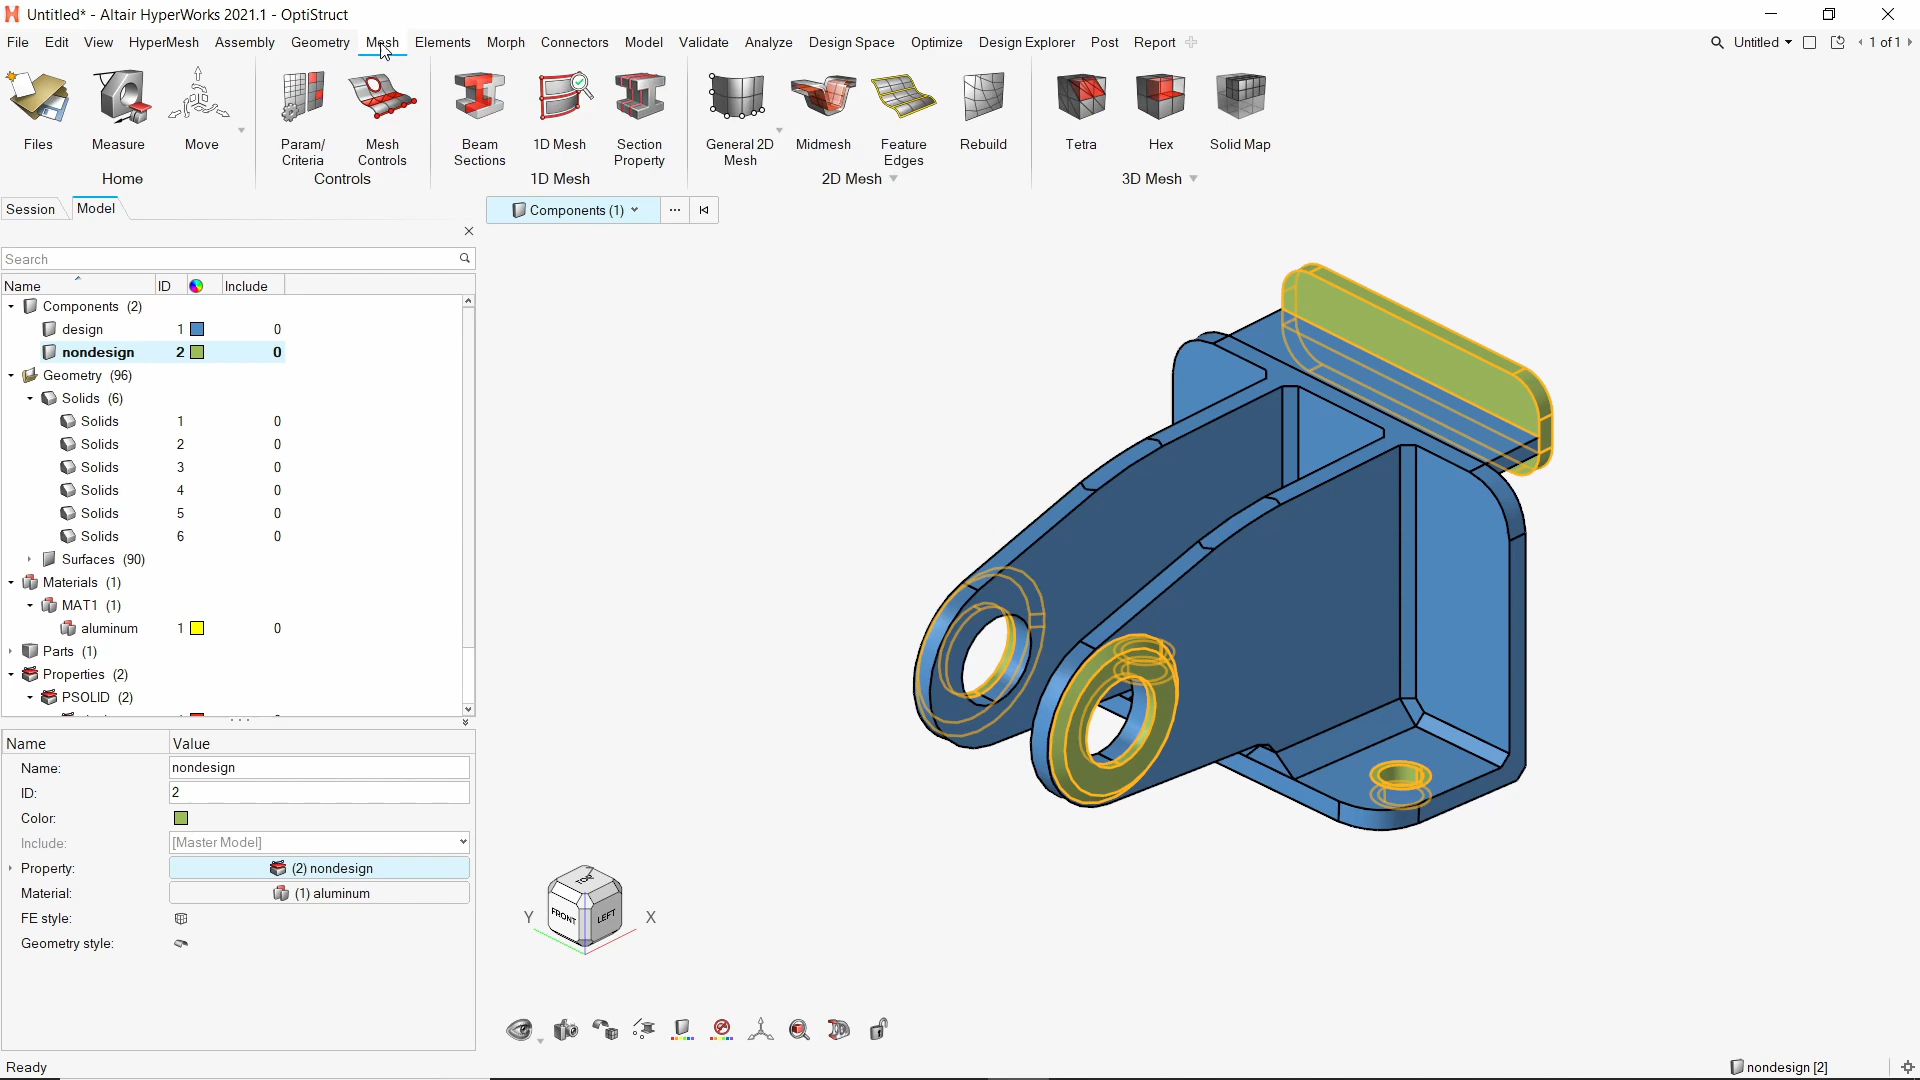 Untitled* - Altair HyperWorks 2021.1 - OptiStruct
File Edit View HyperMesh Assembly Geometry Mesh Elements Morph Connectors Model Validate Analyze Design Space Optimize Design Explorer Post Report Untitled 1 of 1
Files Measure Move Param/ Criteria Mesh Controls Beam Sections 1D Mesh Section Property General 2D Mesh Midmesh Feature Edges Rebuild Tetra Hex Solid Map
Home Controls 1D Mesh 2D Mesh 3D Mesh
Session Model Components (1) ...
Search
Name ID Include
Components (2)
design 1 0
nondesign 2 0
Geometry (96)
Solids (6)
Solids 1 0
Solids 2 0
Solids 3 0
Solids 4 0
Solids 5 0
Solids 6 0
Surfaces (90)
Materials (1)
MAT1 (1)
aluminum 1 0
Parts (1)
Properties (2)
PSOLID (2)
Name Value
Name: nondesign
ID: 2
Color:
Include: [Master Model]
Property: (2) nondesign
Material: (1) aluminum
FE style:
Geometry style:
TOP
FRONT LEFT
Y X
Ready nondesign [2]